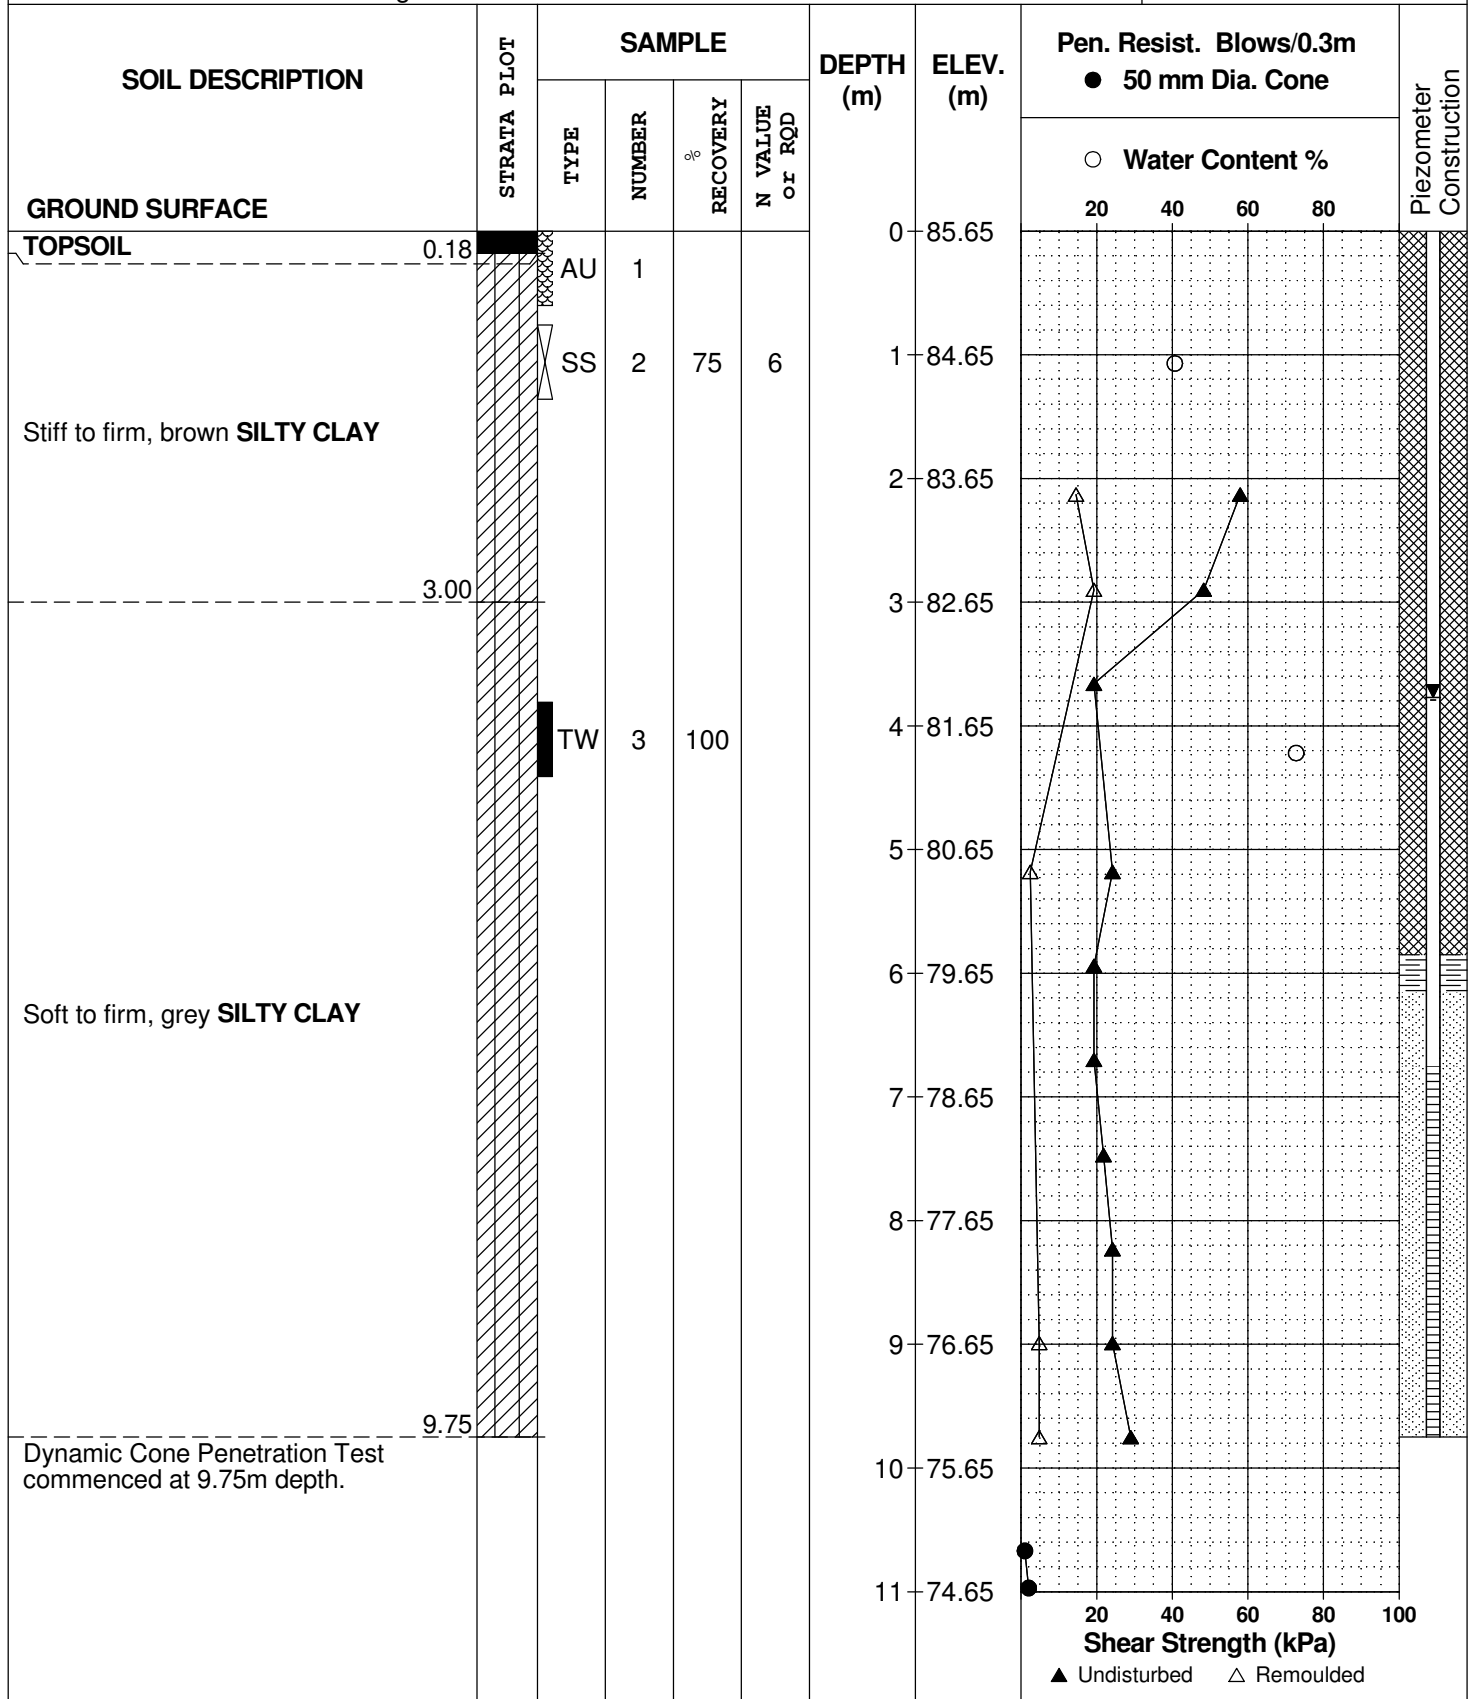 SOIL DESCRIPTION
GROUND SURFACE
STRATA PLOT
SAMPLE
TYPE
NUMBER
% RECOVERY
N VALUE or RQD
DEPTH (m)
ELEV. (m)
Pen. Resist. Blows/0.3m
● 50 mm Dia. Cone
○ Water Content %
20 40 60 80
Piezometer Construction
TOPSOIL 0.18
AU 1
SS 2 75 6
Stiff to firm, brown SILTY CLAY
3.00
TW 3 100
Soft to firm, grey SILTY CLAY
9.75
Dynamic Cone Penetration Test
commenced at 9.75m depth.
0 85.65
1 84.65
2 83.65
3 82.65
4 81.65
5 80.65
6 79.65
7 78.65
8 77.65
9 76.65
10 75.65
11 74.65
20 40 60 80 100
Shear Strength (kPa)
▲ Undisturbed △ Remoulded